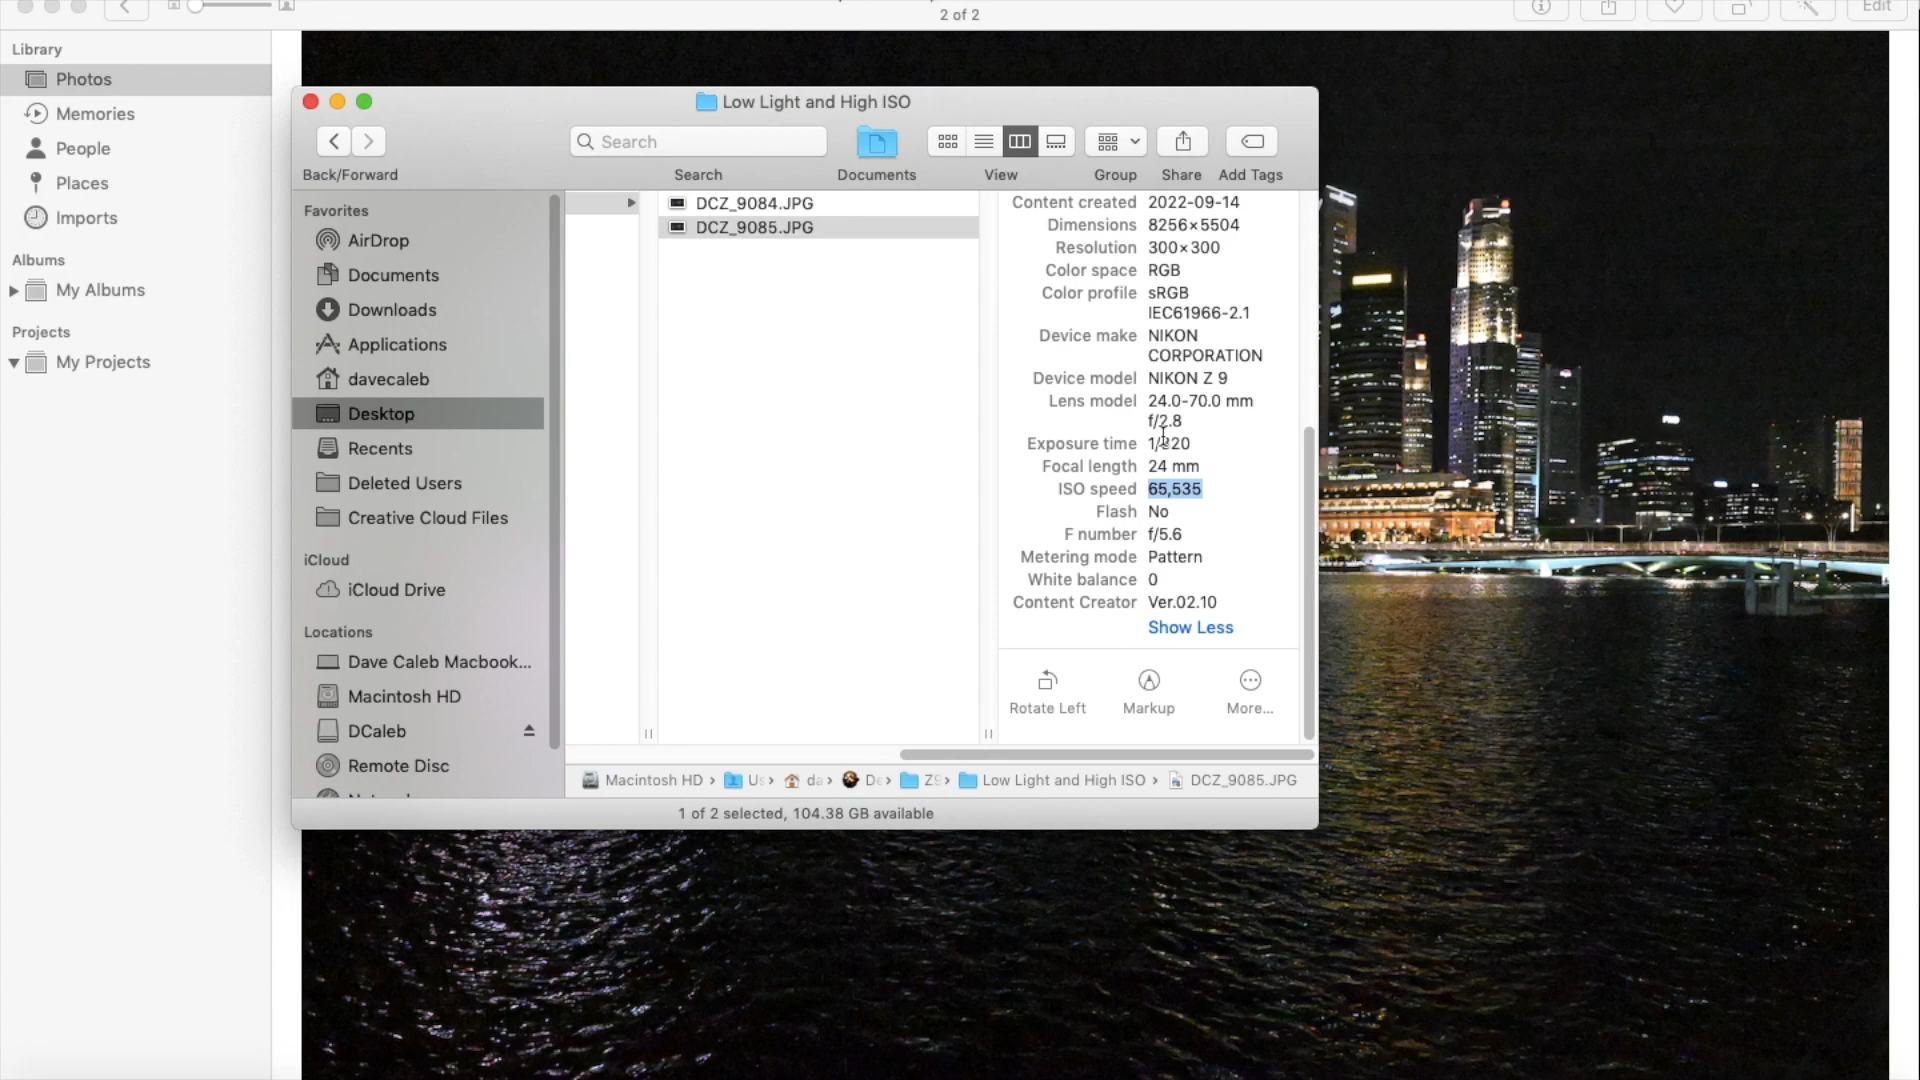 2 of 2
Edit
Library
Photos
Memories
People
Places
Imports
Albums
My Albums
Projects
My Projects
Low Light and High ISO
Search
Back/Forward
Search
Documents
View
Group
Share
Add Tags
Favorites
AirDrop
Documents
Downloads
Applications
davecaleb
Desktop
Recents
Deleted Users
Creative Cloud Files
iCloud
iCloud Drive
Locations
Dave Caleb Macbook...
Macintosh HD
DCaleb
Remote Disc
DCZ_9084.JPG
DCZ_9085.JPG
Content created 2022-09-14
Dimensions 8256×5504
Resolution 300×300
Color space RGB
Color profile sRGB
IEC61966-2.1
Device make NIKON
CORPORATION
Device model NIKON Z 9
Lens model 24.0-70.0 mm
f/2.8
Exposure time
Focal length 24 mm
ISO speed 65,535
Flash No
F number f/5.6
Metering mode Pattern
White balance 0
Content Creator Ver.02.10
Show Less
Rotate Left
Markup
More...
Macintosh HD › Us › da › De › Z9 › Low Light and High ISO › DCZ_9085.JPG
1 of 2 selected, 104.38 GB available